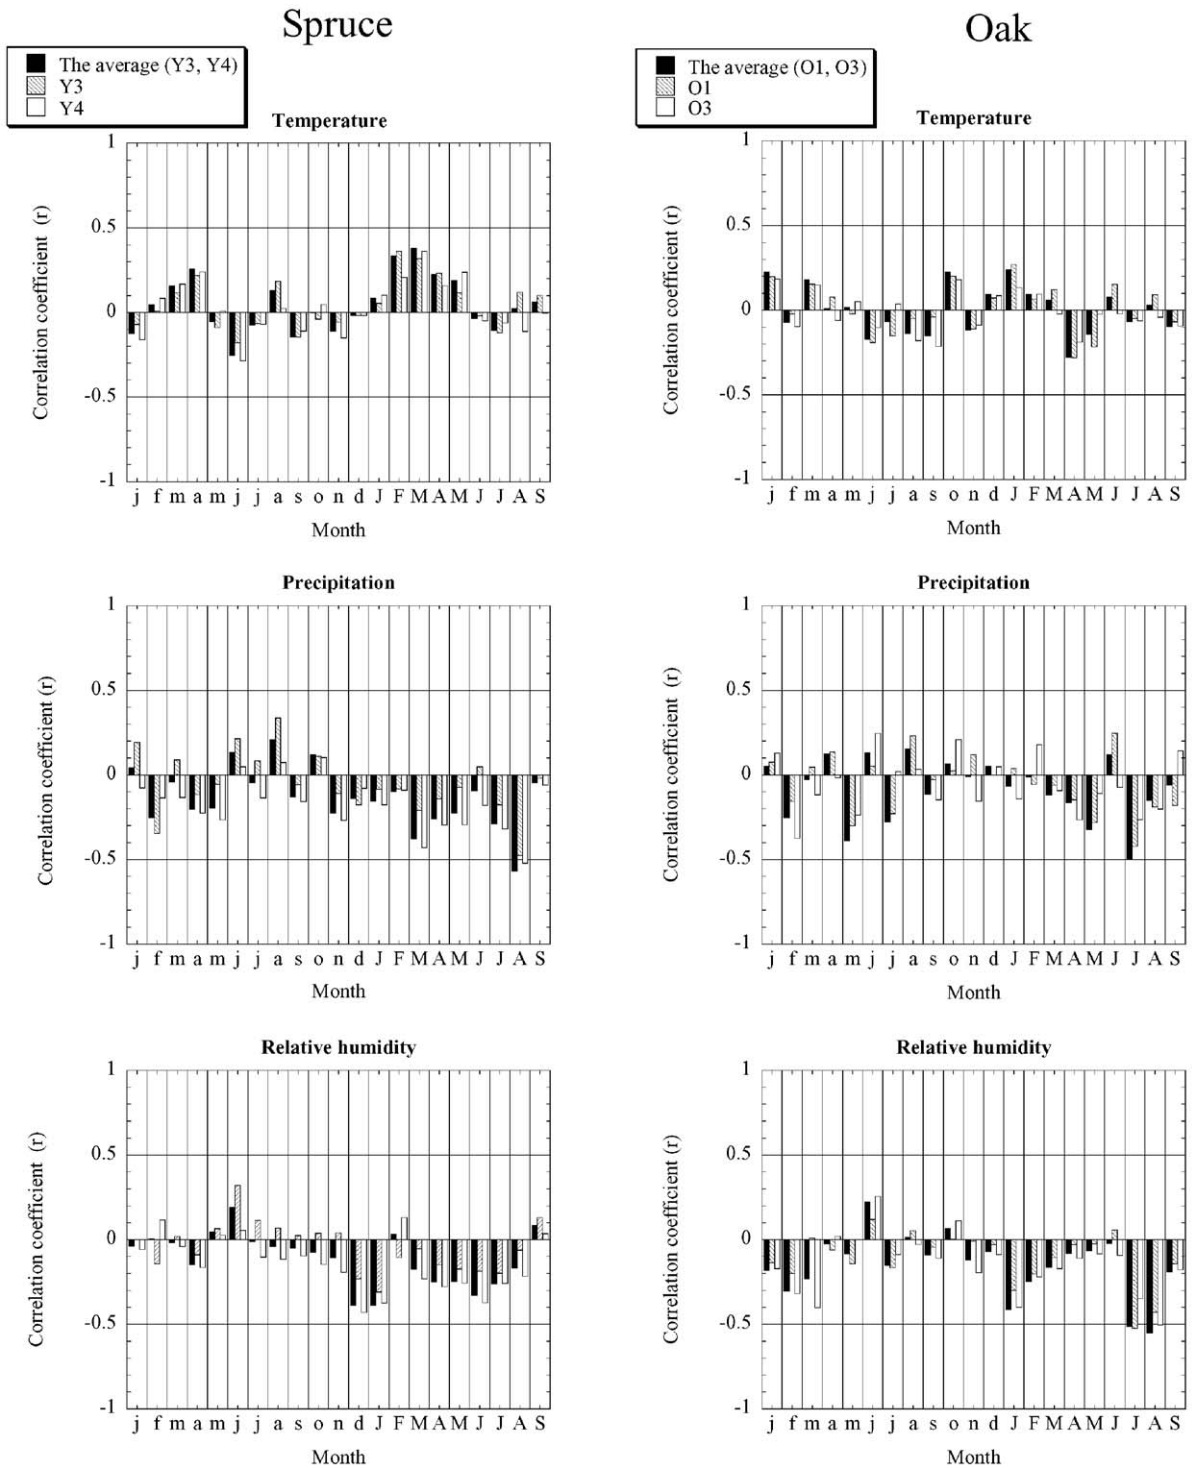 Spruce
The average (Y3, Y4)
Y3
Y4
Temperature
1
0.5
0
-0.5
-1
Correlation coefficient (r)
j f m a m j j a s o n d J F M A M J J A S
Month
Precipitation
1
0.5
0
-0.5
-1
Correlation coefficient (r)
j f m a m j j a s o n d J F M A M J J A S
Month
Relative humidity
1
0.5
0
-0.5
-1
Correlation coefficient (r)
j f m a m j j a s o n d J F M A M J J A S
Month
Oak
The average (O1, O3)
O1
O3
Temperature
1
0.5
0
-0.5
-1
Correlation coefficient (r)
j f m a m j j a s o n d J F M A M J J A S
Month
Precipitation
1
0.5
0
-0.5
-1
Correlation coefficient (r)
j f m a m j j a s o n d J F M A M J J A S
Month
Relative humidity
1
0.5
0
-0.5
-1
Correlation coefficient (r)
j f m a m j j a s o n d J F M A M J J A S
Month